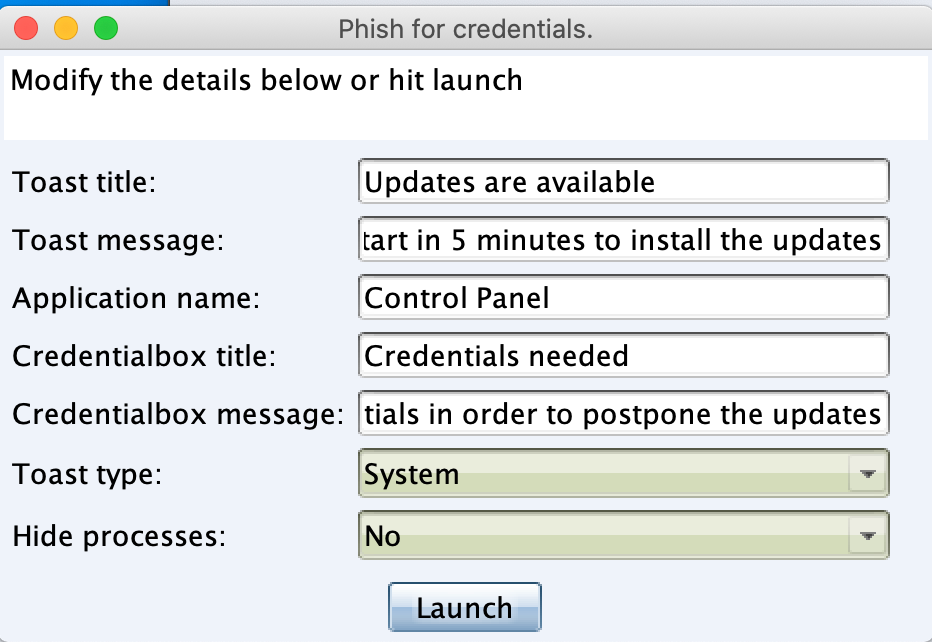 Phish for credentials.
Modify the details below or hit launch
Toast title: Updates are available
Toast message: tart in 5 minutes to install the updates
Application name: Control Panel
Credentialbox title: Credentials needed
Credentialbox message: tials in order to postpone the updates
Toast type: System
Hide processes: No
Launch